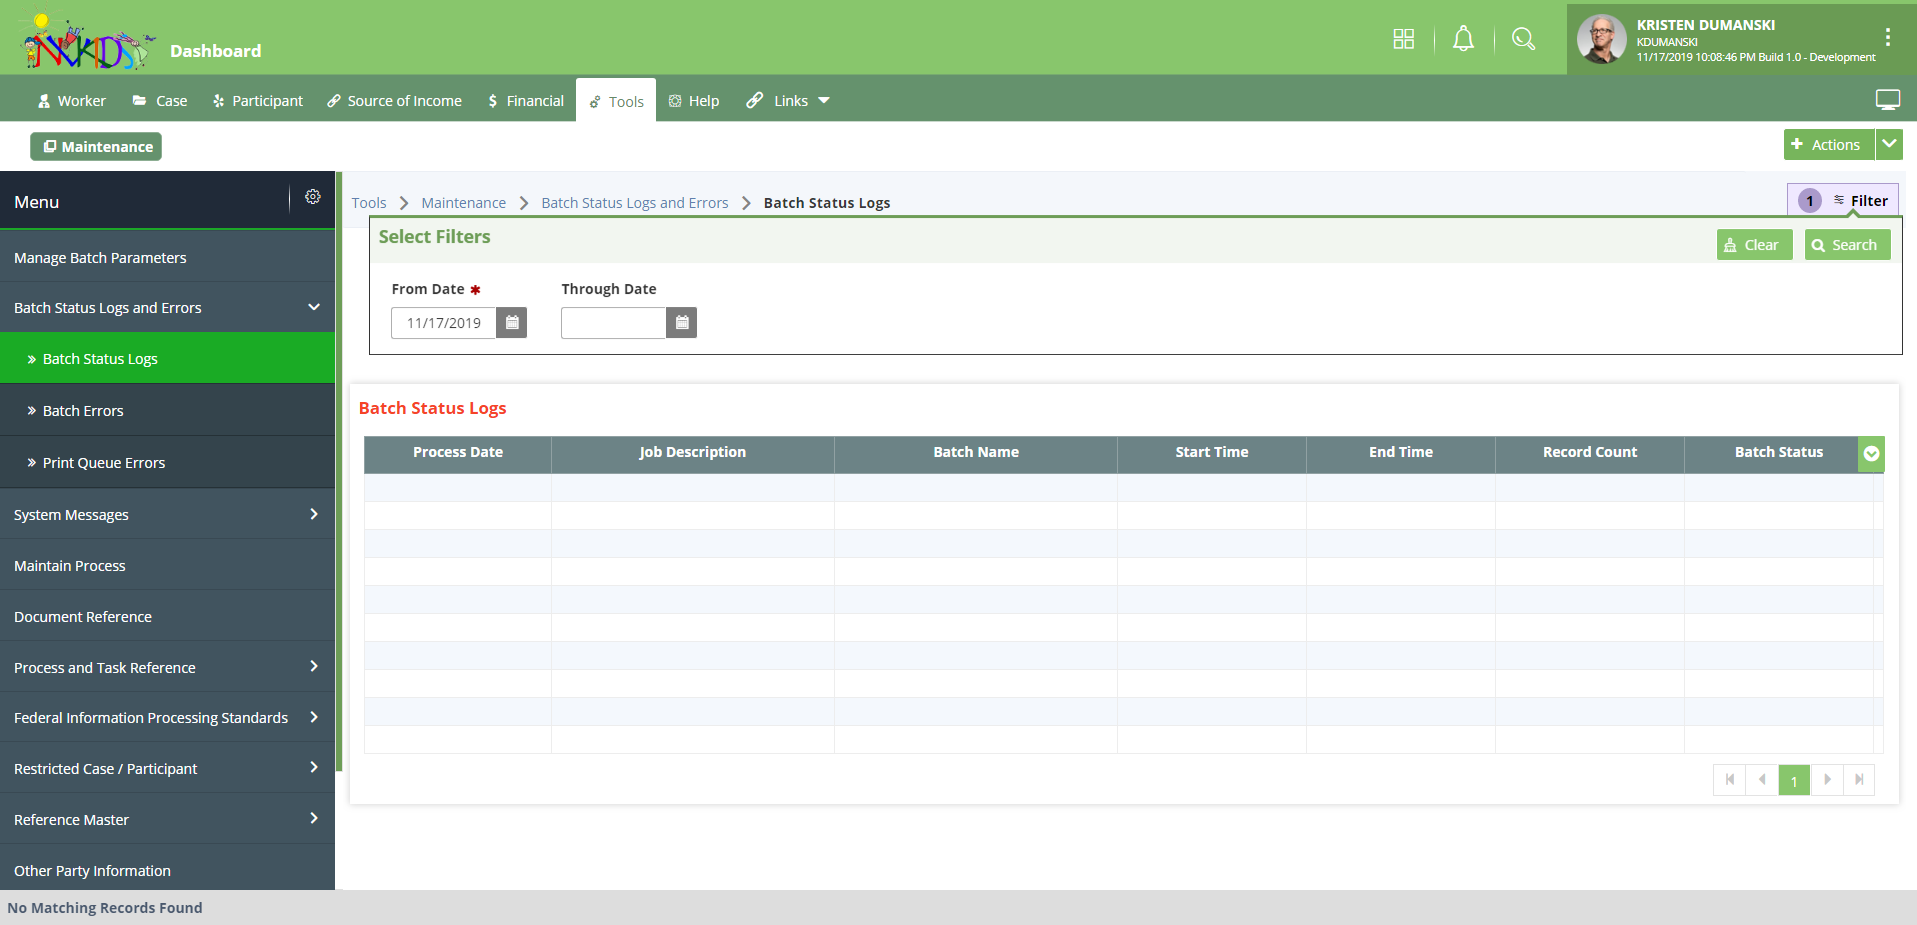 NVKIDS
Dashboard
KRISTEN DUMANSKI
KDUMANSKI
11/17/2019 10:08:46 PM Build 1.0 - Development
Worker
Case
Participant
Source of Income
$ Financial
Tools
Help
Links
Maintenance
+ Actions
Menu
Tools > Maintenance > Batch Status Logs and Errors > Batch Status Logs
1 Filter
Select Filters
Clear
Search
From Date *
Through Date
11/17/2019
Manage Batch Parameters
Batch Status Logs and Errors
» Batch Status Logs
» Batch Errors
» Print Queue Errors
System Messages
Maintain Process
Document Reference
Process and Task Reference
Federal Information Processing Standards
Restricted Case / Participant
Reference Master
Other Party Information
Batch Status Logs
Process Date
Job Description
Batch Name
Start Time
End Time
Record Count
Batch Status
1
No Matching Records Found